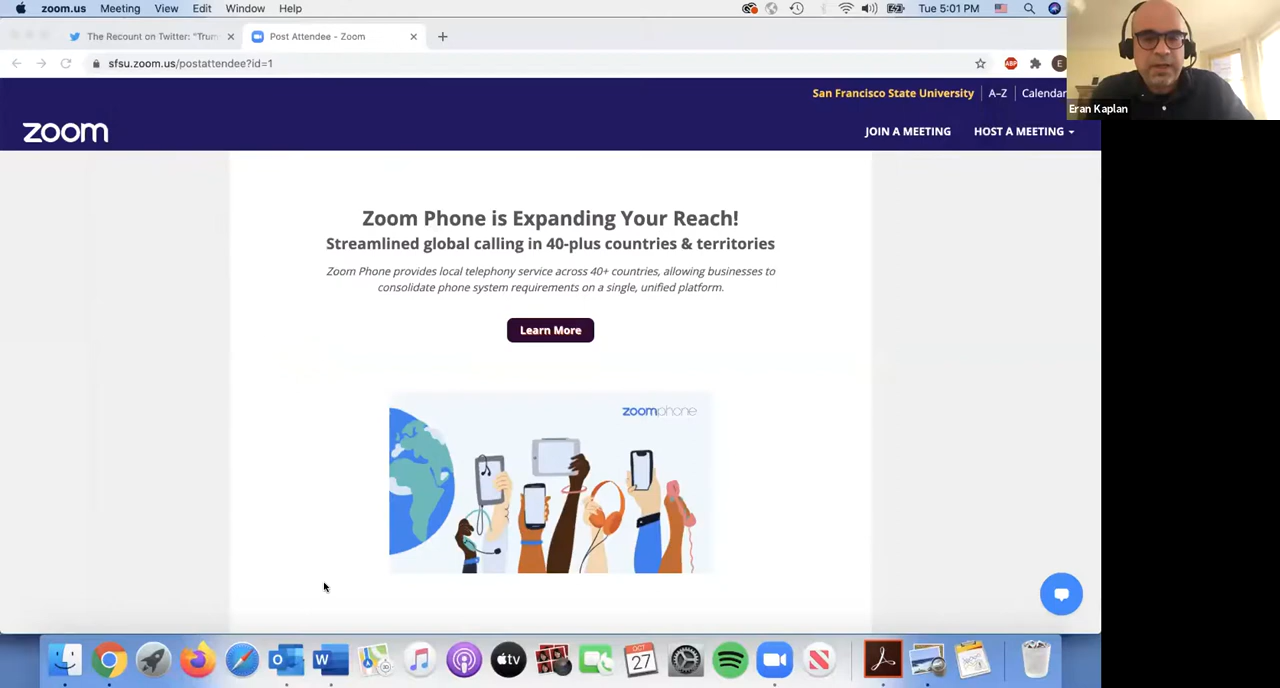 zoom.us Meeting View Edit Window Help Tue 5:01 PM
The Recount on Twitter: "Trum
Post Attendee - Zoom
sfsu.zoom.us/postattendee?id=1
ABP
E
San Francisco State University A-Z Calendar
Eran Kaplan
zoom
JOIN A MEETING HOST A MEETING
Zoom Phone is Expanding Your Reach!
Streamlined global calling in 40-plus countries & territories
Zoom Phone provides local telephony service across 40+ countries, allowing businesses to
consolidate phone system requirements on a single, unified platform.
Learn More
zoomphone
OCT
27
tv
W